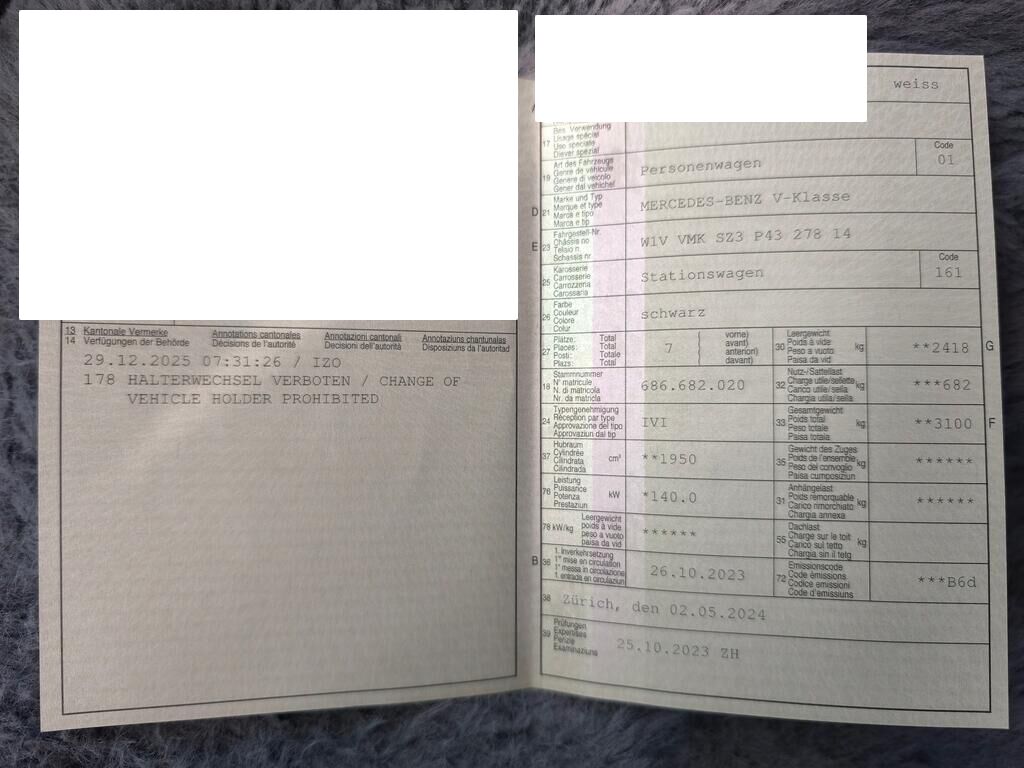 13 Kantonale Vermerke Annotations cantonales Annotazioni cantonali Annotaziuns chantunalas
14 Verfügungen der Behörde Décisions de l'autorité Decisioni dell'autorità Disposiziuns da l'autoritad
29.12.2025 07:31:26 / IZO
178 HALTERWECHSEL VERBOTEN / CHANGE OF
VEHICLE HOLDER PROHIBITED
weiss
17 Bes. Verwendung
Usage spécial
Uso speciale
Diever spezial
19 Art des Fahrzeugs
Genre de véhicule
Genere di veicolo
Gener dal vehichel
Personenwagen
Code
01
D 21 Marke und Typ
Marque et type
Marca e tipo
Marca e tip
MERCEDES-BENZ V-Klasse
E 23 Fahrgestell-Nr.
Châssis no
Telaio n.
Schassis nr.
W1V VMK SZ3 P43 278 14
25 Karosserie
Carrosserie
Carrozzeria
Carossaria
Stationswagen
Code
161
26 Farbe
Couleur
Colore
Colur
schwarz
27 Plätze: Total
Places: Total
Posti: Totale
Plazs: Total
7
( vorne)
( avant)
( anteriori)
( davant)
30 Leergewicht
Poids à vide
Peso a vuoto
Paisa da vid
kg
**2418
G
18 Stammnummer
N° matricule
N. di matricola
Nr. da matricla
686.682.020
32 Nutz-/Sattellast
Charge utile/sellette
Carico utile/sella
Chargia utila/sella
kg
***682
24 Typengenehmigung
Réception par type
Approvazione del tipo
Approvaziun dal tip
IVI
33 Gesamtgewicht
Poids total
Peso totale
Paisa totala
kg
**3100
F
37 Hubraum
Cylindrée
Cilindrata
Cilindrada
cm³
**1950
35 Gewicht des Zuges
Poids de l'ensemble
Peso del convoglio
Paisa cumposiziun
kg
******
76 Leistung
Puissance
Potenza
Prestaziun
kW
*140.0
31 Anhängelast
Poids remorquable
Carico rimorchiato
Chargia annexa
kg
******
78 kW/kg Leergewicht
poids à vide
peso a vuoto
paisa da vid
******
55 Dachlast
Charge sur le toit
Carico sul tetto
Chargia sin il tetg
kg
B 36 1. Inverkehrsetzung
1re mise en circulation
1a messa in circolazione
1. entrada en circulaziun
26.10.2023
72 Emissionscode
Code émissions
Codice emissioni
Code d'emissiuns
***B6d
38 Zürich, den 02.05.2024
39 Prüfungen
Expertises
Perizie
Examinaziuns
25.10.2023 ZH